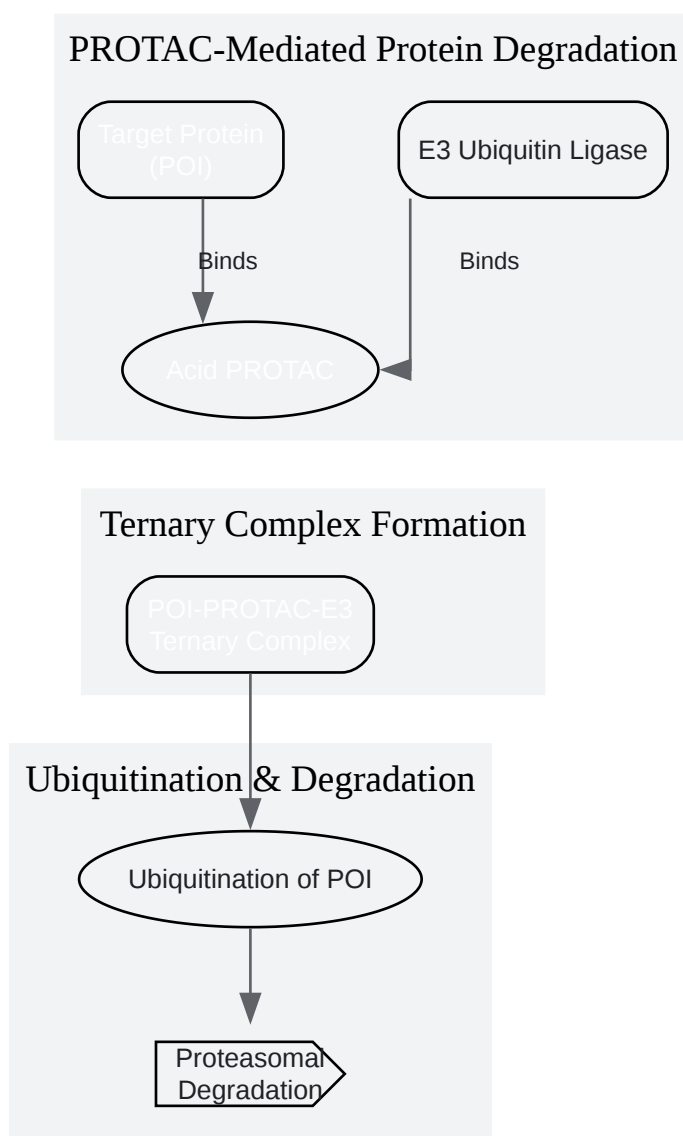 PROTAC-Mediated Protein Degradation
Target Protein
(POI)
E3 Ubiquitin Ligase
Binds
Binds
Acid PROTAC
Ternary Complex Formation
POI-PROTAC-E3
Ternary Complex
Ubiquitination & Degradation
Ubiquitination of POI
Proteasomal
Degradation